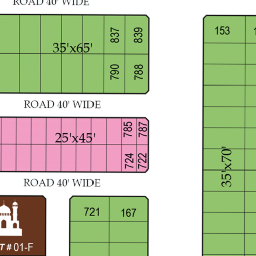 ROAD 40' WIDE
837 839
153
35'x65'
790 788
ROAD 40' WIDE
785 787
25'x45'
724 722
35'x70'
ROAD 40' WIDE
721 167
# 01-F